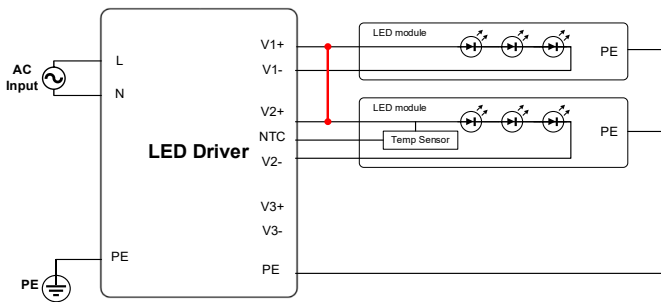 AC
Input
L
N
PE
PE
LED Driver
V1+
V1-
V2+
NTC
V2-
V3+
V3-
PE
LED module
PE
LED module
Temp Sensor
PE